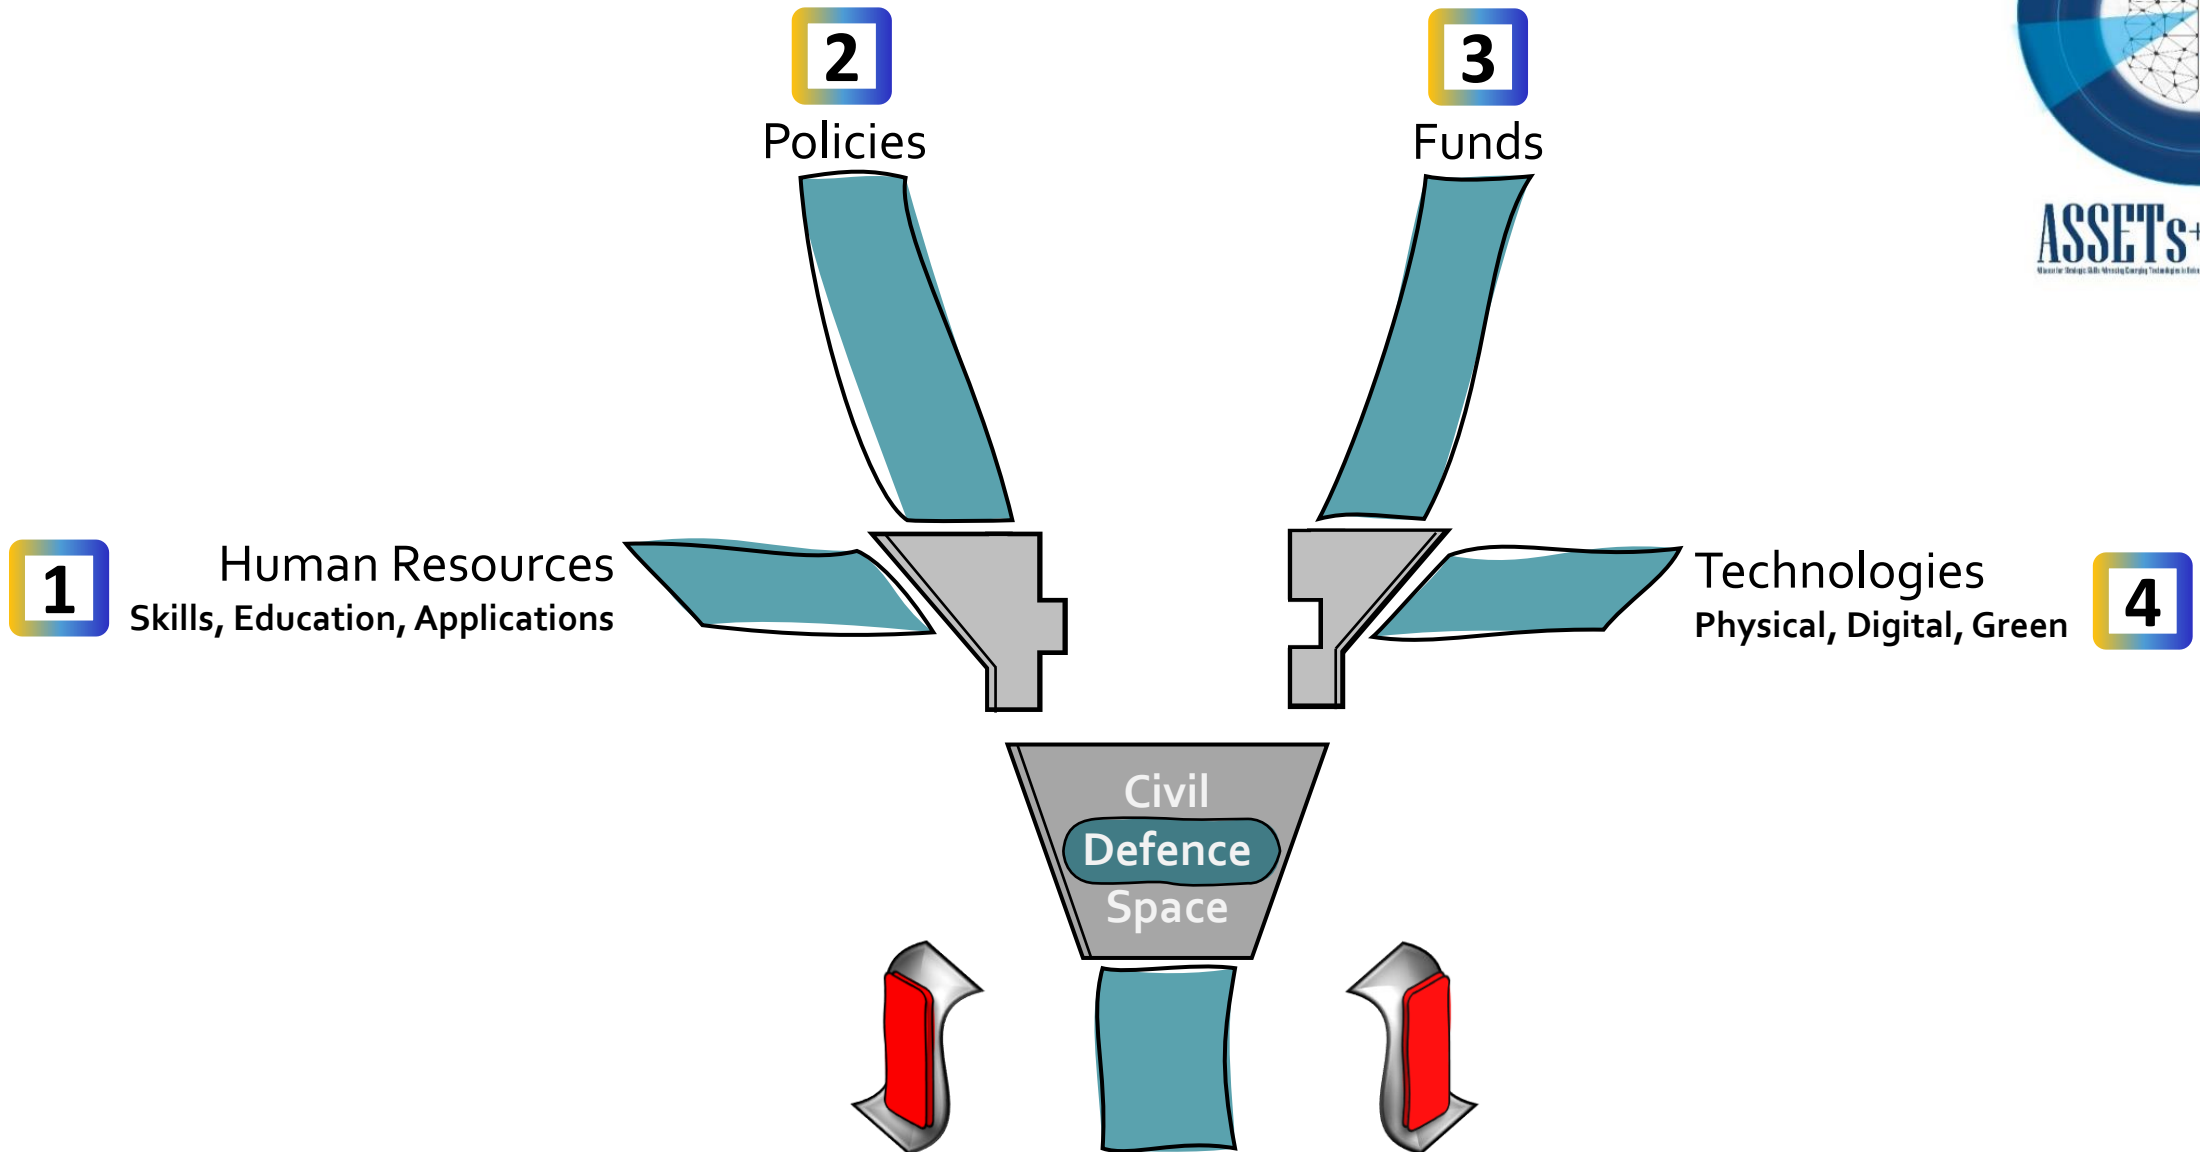 2
Policies
3
Funds
ASSETs+
1
Human Resources
Skills, Education, Applications
Technologies
Physical, Digital, Green
4
Civil
Defence
Space